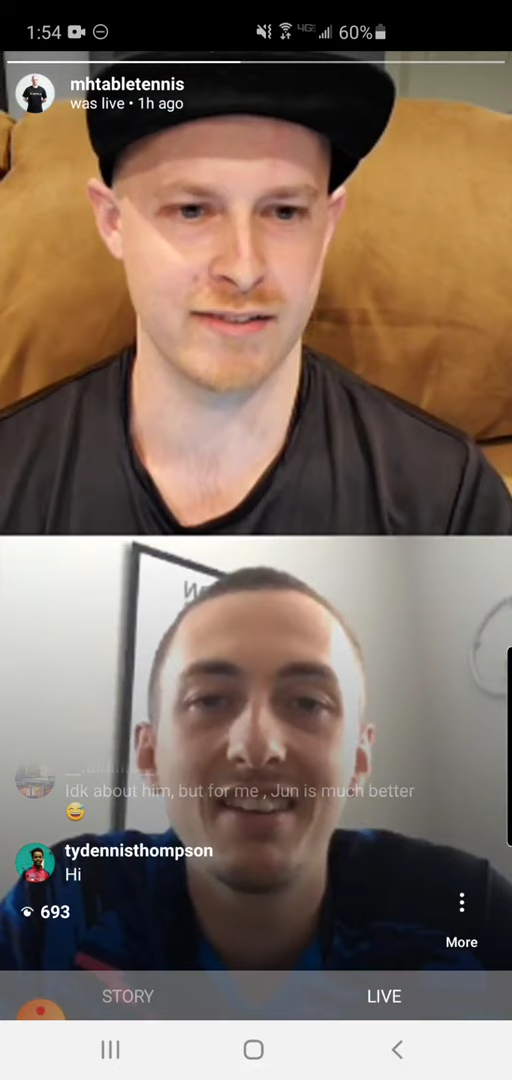 1:54
4G
60%
mhtabletennis
was live • 1h ago
Idk about him, but for me , Jun is much better
😅
tydennisthompson
Hi
693
More
STORY
LIVE